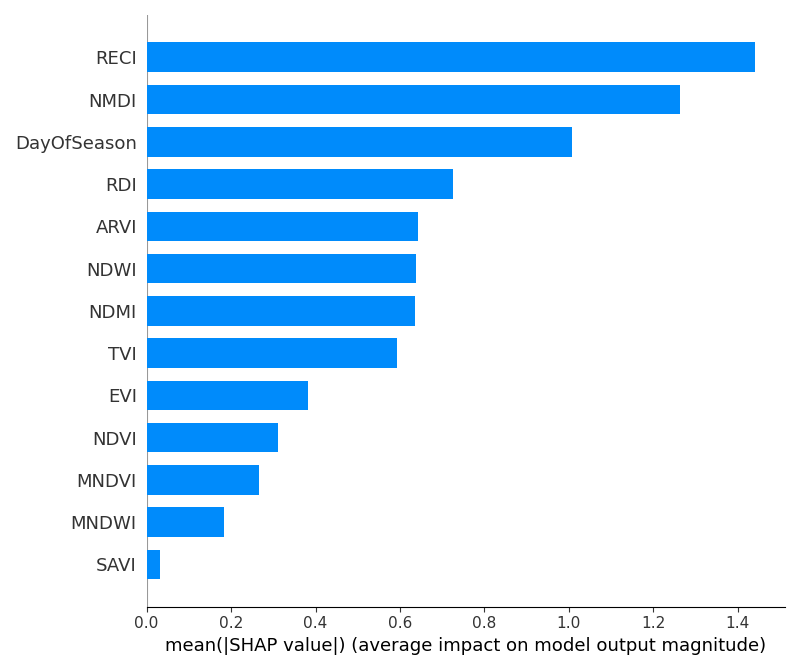 RECI
NMDI
DayOfSeason
RDI
ARVI
NDWI
NDMI
TVI
EVI
NDVI
MNDVI
MNDWI
SAVI
0.0 0.2 0.4 0.6 0.8 1.0 1.2 1.4
mean(|SHAP value|) (average impact on model output magnitude)